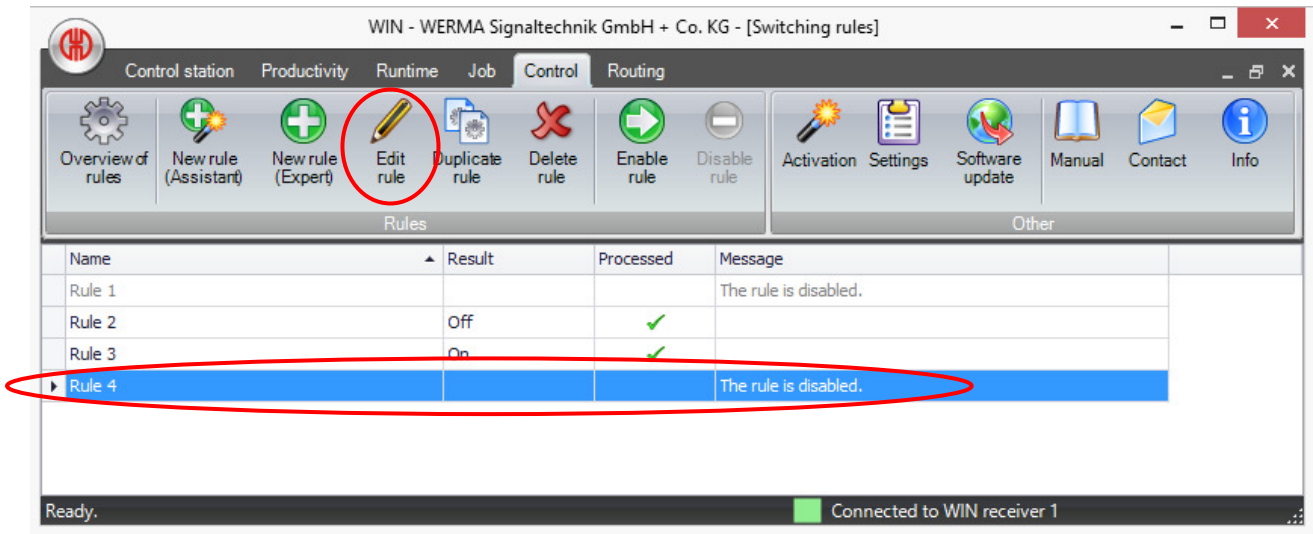 WIN - WERMA Signaltechnik GmbH + Co. KG - [Switching rules]
Control station Productivity Runtime Job Control Routing
Overview of rules
New rule (Assistant)
New rule (Expert)
Edit rule
Duplicate rule
Delete rule
Enable rule
Disable rule
Activation
Settings
Software update
Manual
Contact
Info
Rules
Other
Name Result Processed Message
Rule 1 The rule is disabled.
Rule 2 Off
Rule 3 On
Rule 4 The rule is disabled.
Ready. Connected to WIN receiver 1